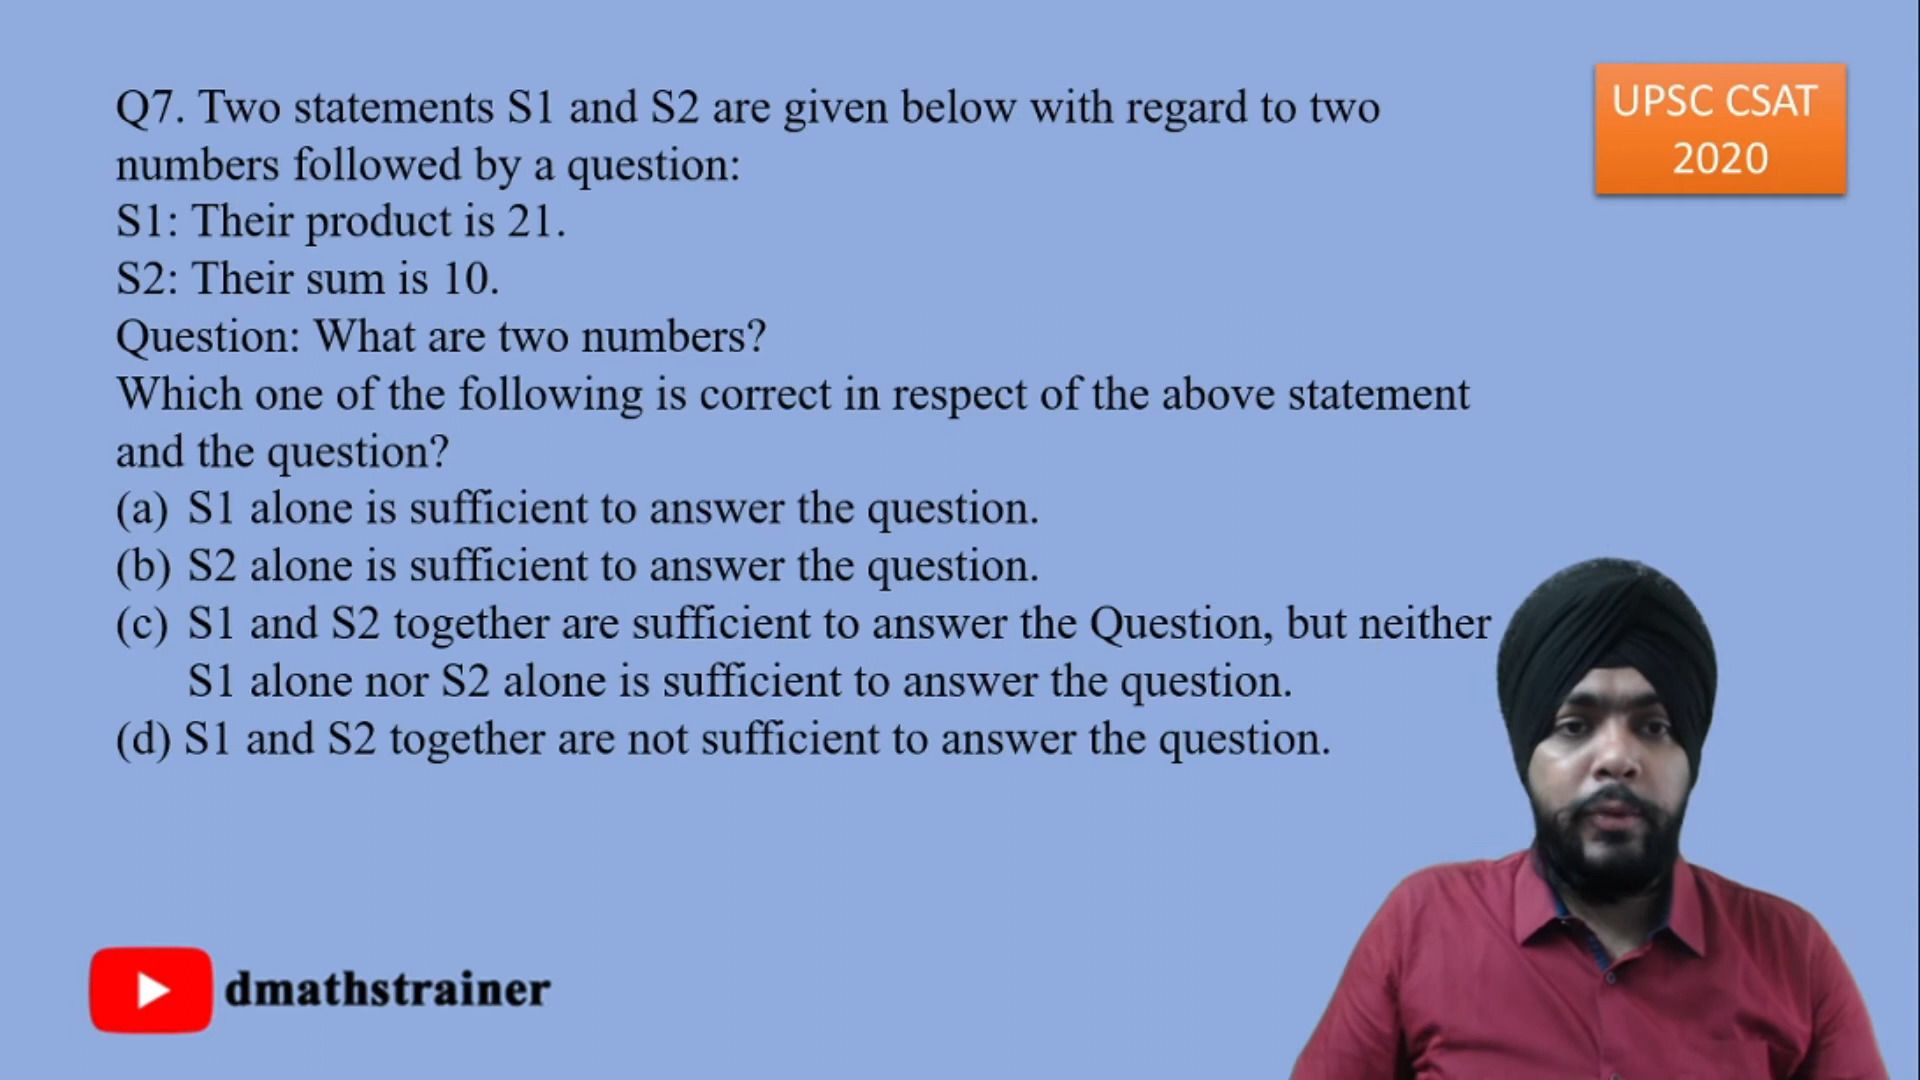 Q7. Two statements S1 and S2 are given below with regard to two
numbers followed by a question:
S1: Their product is 21.
S2: Their sum is 10.
Question: What are two numbers?
Which one of the following is correct in respect of the above statement
and the question?
(a) S1 alone is sufficient to answer the question.
(b) S2 alone is sufficient to answer the question.
(c) S1 and S2 together are sufficient to answer the Question, but neither
S1 alone nor S2 alone is sufficient to answer the question.
(d) S1 and S2 together are not sufficient to answer the question.
UPSC CSAT
2020
dmathstrainer